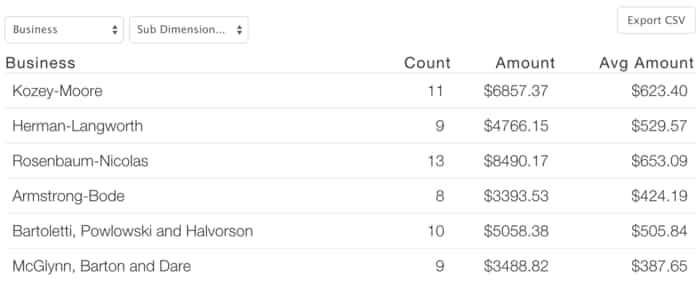 Export CSV
Business Sub Dimension...
Business Count Amount Avg Amount
Kozey-Moore 11 $6857.37 $623.40
Herman-Langworth 9 $4766.15 $529.57
Rosenbaum-Nicolas 13 $8490.17 $653.09
Armstrong-Bode 8 $3393.53 $424.19
Bartoletti, Powlowski and Halvorson 10 $5058.38 $505.84
McGlynn, Barton and Dare 9 $3488.82 $387.65